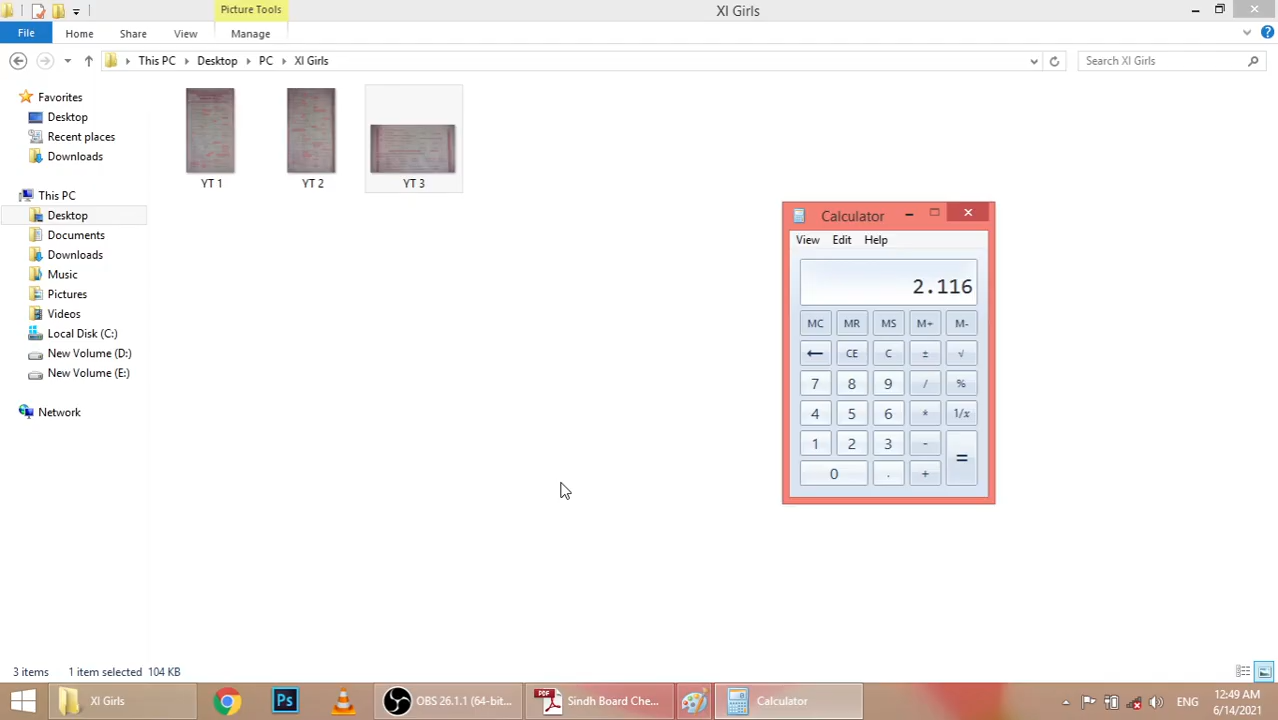 Picture Tools
XI Girls
File
Home
Share
View
Manage
This PC
Desktop
PC
XI Girls
Search XI Girls
Favorites
Desktop
Recent places
Downloads
This PC
Desktop
Documents
Downloads
Music
Pictures
Videos
Local Disk (C:)
New Volume (D:)
New Volume (E:)
Network
YT 1
YT 2
YT 3
Calculator
View
Edit
Help
2.116
MC MR MS M+ M-
← CE C ± √
7 8 9 / %
4 5 6 * 1/x
1 2 3 - =
0 . +
3 items
1 item selected 104 KB
XI Girls
Ps
OBS 26.1.1 (64-bit...
PDF
Sindh Board Che...
Calculator
ENG
12:49 AM
6/14/2021